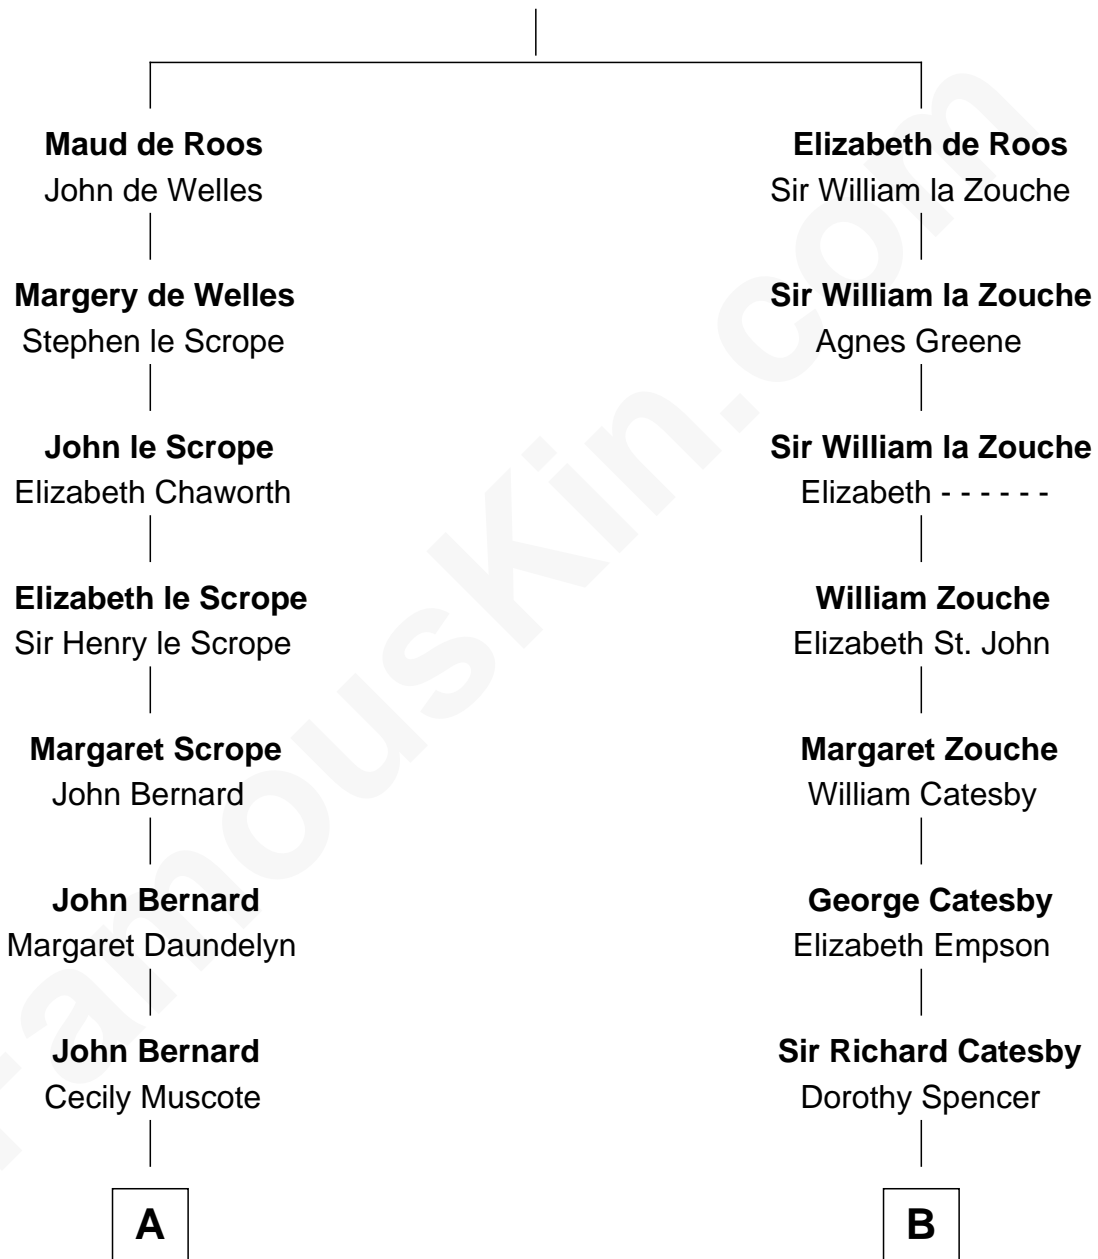 Maud de Roos
John de Welles
Margery de Welles
Stephen le Scrope
John le Scrope
Elizabeth Chaworth
Elizabeth le Scrope
Sir Henry le Scrope
Margaret Scrope
John Bernard
John Bernard
Margaret Daundelyn
John Bernard
Cecily Muscote
A
Elizabeth de Roos
Sir William la Zouche
Sir William la Zouche
Agnes Greene
Sir William la Zouche
Elizabeth - - - - - -
William Zouche
Elizabeth St. John
Margaret Zouche
William Catesby
George Catesby
Elizabeth Empson
Sir Richard Catesby
Dorothy Spencer
B
FamousKin.com